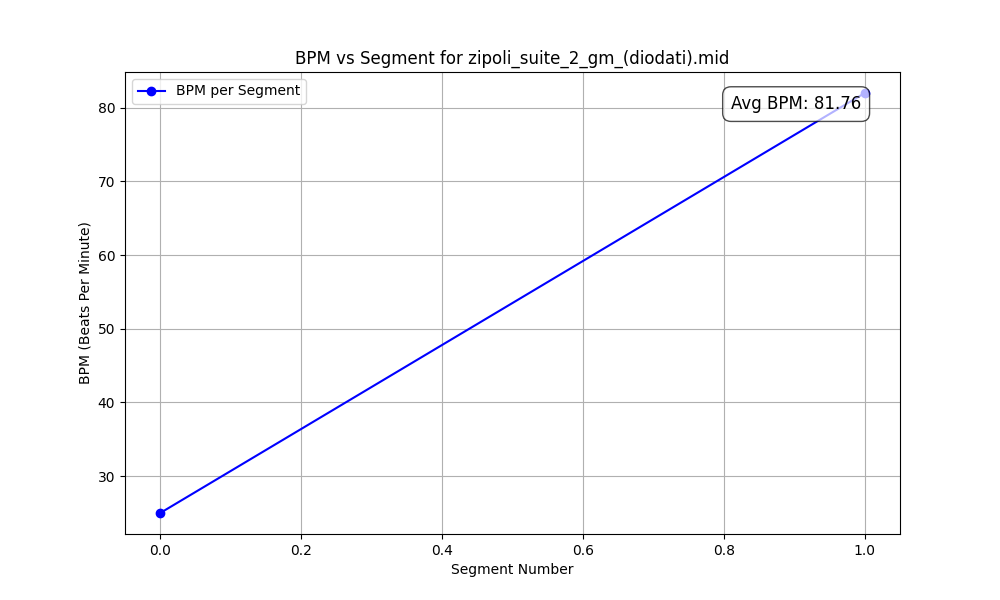 BPM vs Segment for zipoli_suite_2_gm_(diodati).mid
BPM per Segment
Avg BPM: 81.76
80
70
60
50
40
30
BPM (Beats Per Minute)
0.0 0.2 0.4 0.6 0.8 1.0
Segment Number